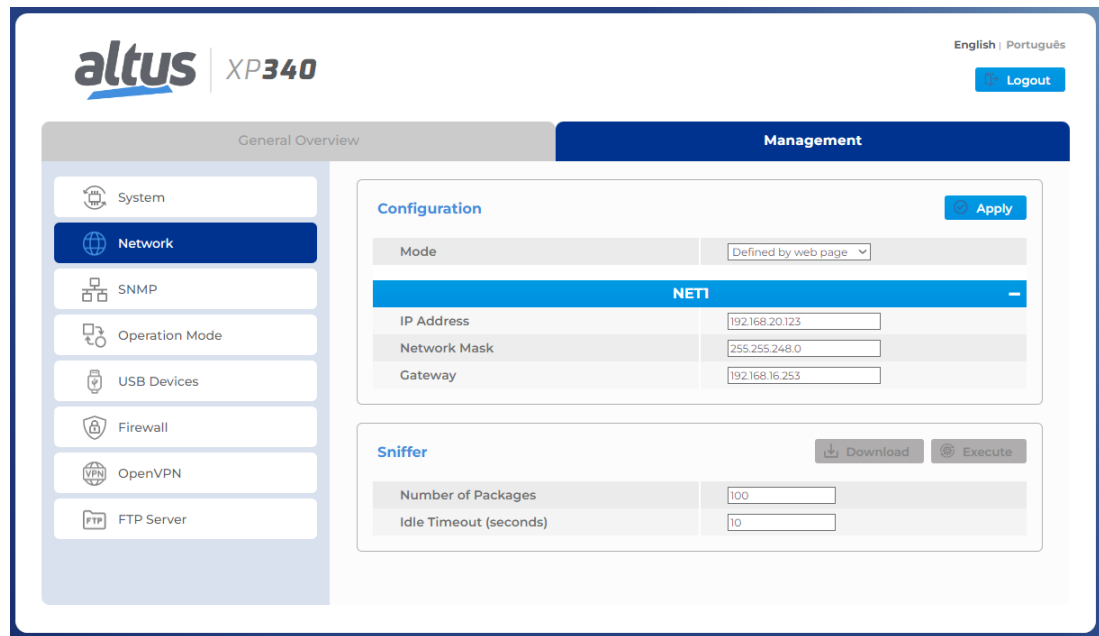 altus XP340
English | Português
Logout
General Overview
Management
System
Network
SNMP
Operation Mode
USB Devices
Firewall
VPN OpenVPN
FTP FTP Server
Configuration
Apply
Mode Defined by web page
NET1
IP Address 192.168.20.123
Network Mask 255.255.248.0
Gateway 192.168.16.253
Sniffer
Download
Execute
Number of Packages 100
Idle Timeout (seconds) 10